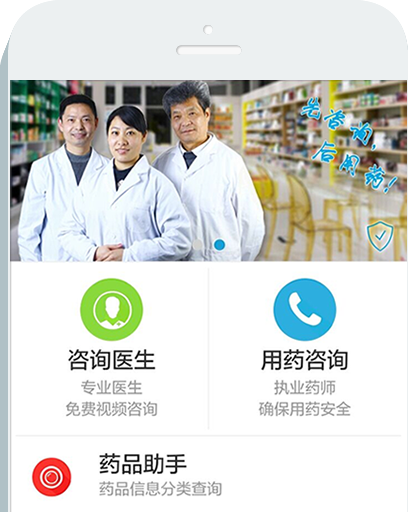 先咨询,
后用药!
咨询医生
专业医生
免费视频咨询
用药咨询
执业药师
确保用药安全
药品助手
药品信息分类查询